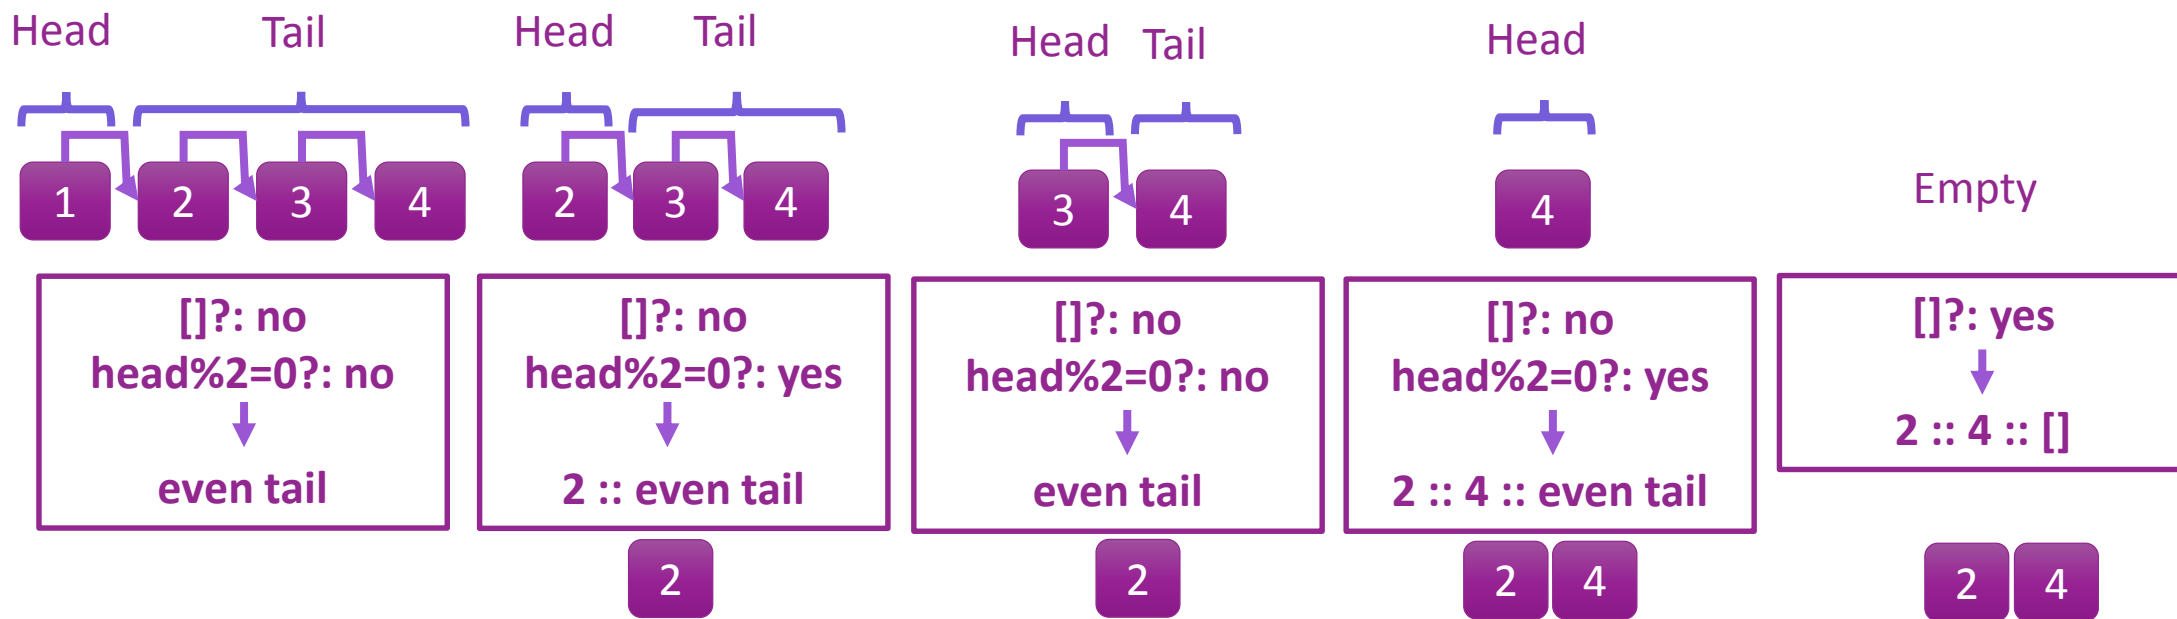 Head Tail
1 2 3 4
[]?: no
head%2=0?: no
even tail
Head Tail
2 3 4
[]?: no
head%2=0?: yes
2 :: even tail
2
Head Tail
3 4
[]?: no
head%2=0?: no
even tail
2
Head
4
[]?: no
head%2=0?: yes
2 :: 4 :: even tail
2 4
Empty
[]?: yes
2 :: 4 :: []
2 4